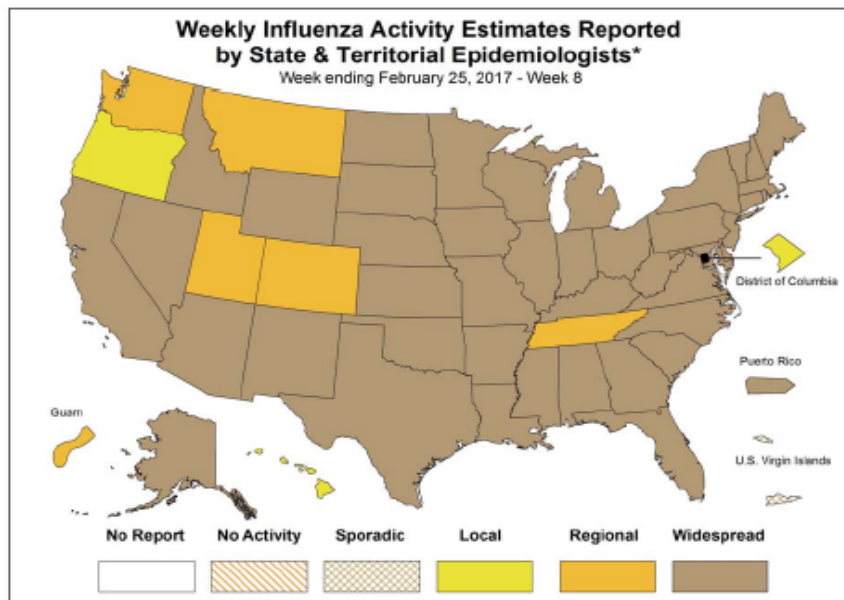 Weekly Influenza Activity Estimates Reported
by State & Territorial Epidemiologists*
Week ending February 25, 2017 - Week 8
District of Columbia
Puerto Rico
Guam
U.S. Virgin Islands
No Report No Activity Sporadic Local Regional Widespread